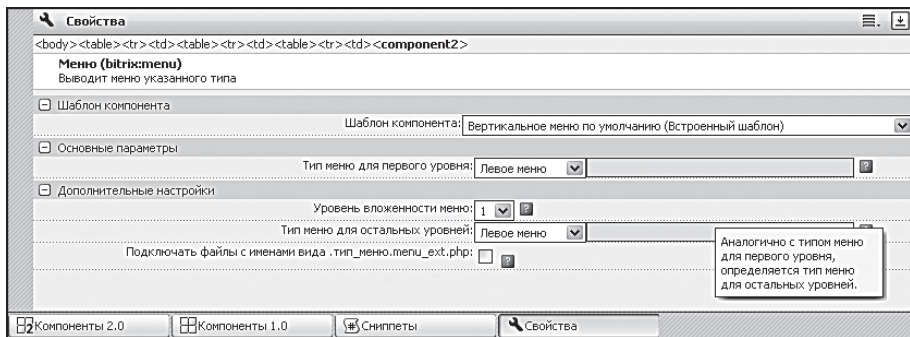 Свойства
<body><table><tr><td><table><tr><td><table><tr><td><component2>
Меню (bitrix:menu)
Выводит меню указанного типа
Шаблон компонента
Шаблон компонента: Вертикальное меню по умолчанию (Встроенный шаблон)
Основные параметры
Тип меню для первого уровня: Левое меню ?
Дополнительные настройки
Уровень вложенности меню: 1 ?
Тип меню для остальных уровней: Левое меню ?
Подключать файлы с именами вида .тип_меню.menu_ext.php: ?
Аналогично с типом меню
для первого уровня,
определяется тип меню
для остальных уровней.
Компоненты 2.0 Компоненты 1.0 Сниппеты Свойства